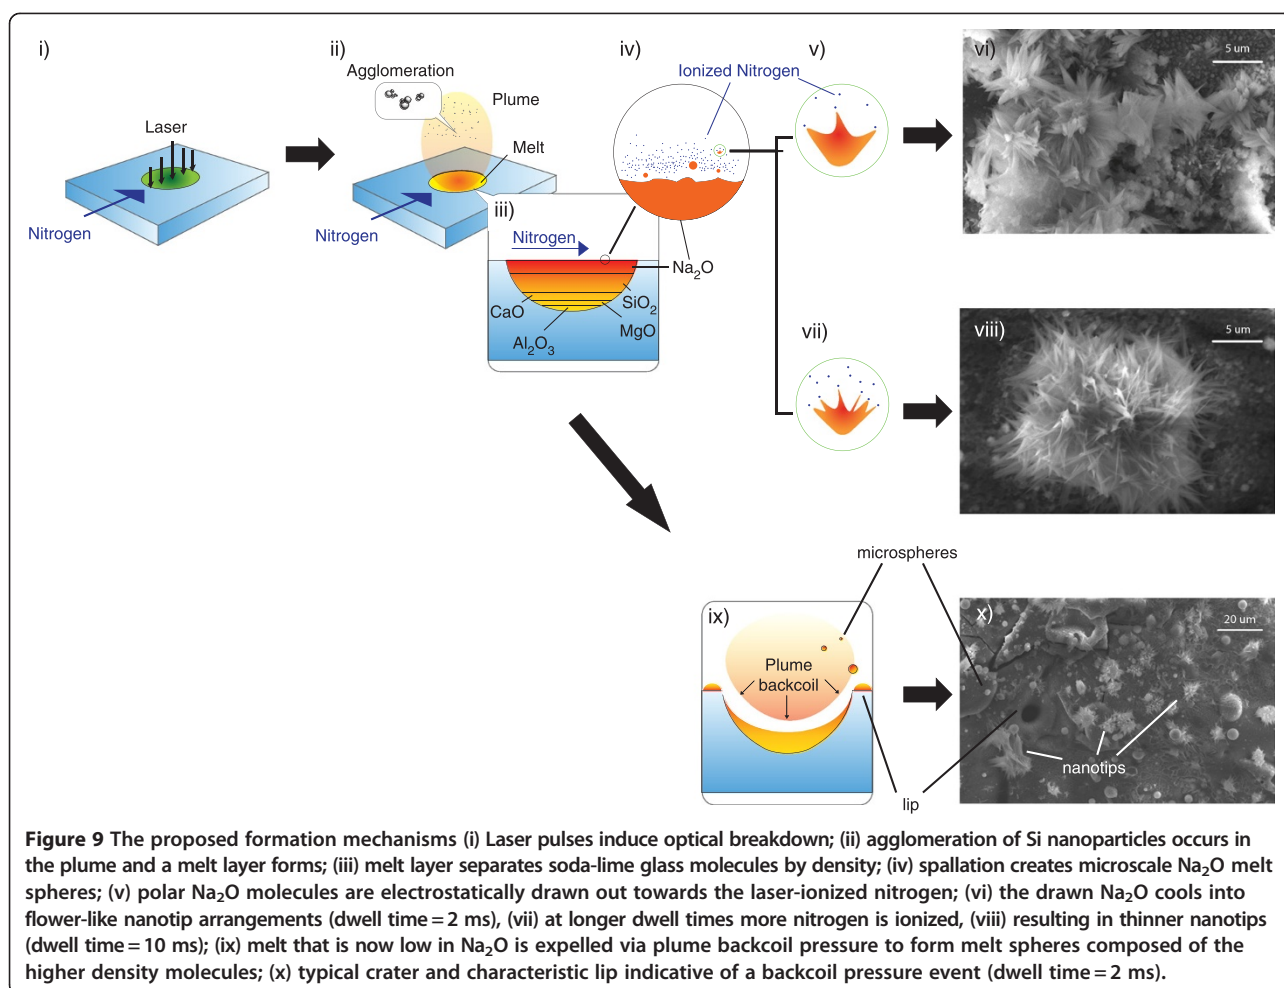 i)
ii)
iv)
v)
vi)
5 um
Agglomeration
Ionized Nitrogen
Plume
Laser
Melt
Nitrogen
Nitrogen
iii)
Nitrogen
Na2O
SiO2
CaO
MgO
Al2O3
vii)
viii)
5 um
microspheres
ix)
x)
20 um
Plume
backcoil
nanotips
lip
Figure 9 The proposed formation mechanisms (i) Laser pulses induce optical breakdown; (ii) agglomeration of Si nanoparticles occurs in
the plume and a melt layer forms; (iii) melt layer separates soda-lime glass molecules by density; (iv) spallation creates microscale Na2O melt
spheres; (v) polar Na2O molecules are electrostatically drawn out towards the laser-ionized nitrogen; (vi) the drawn Na2O cools into
flower-like nanotip arrangements (dwell time = 2 ms), (vii) at longer dwell times more nitrogen is ionized, (viii) resulting in thinner nanotips
(dwell time = 10 ms); (ix) melt that is now low in Na2O is expelled via plume backcoil pressure to form melt spheres composed of the
higher density molecules; (x) typical crater and characteristic lip indicative of a backcoil pressure event (dwell time = 2 ms).